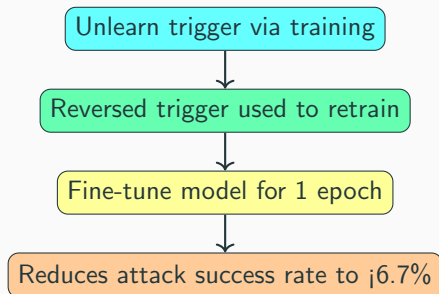 Unlearn trigger via training
Reversed trigger used to retrain
Fine-tune model for 1 epoch
Reduces attack success rate to ¡6.7%